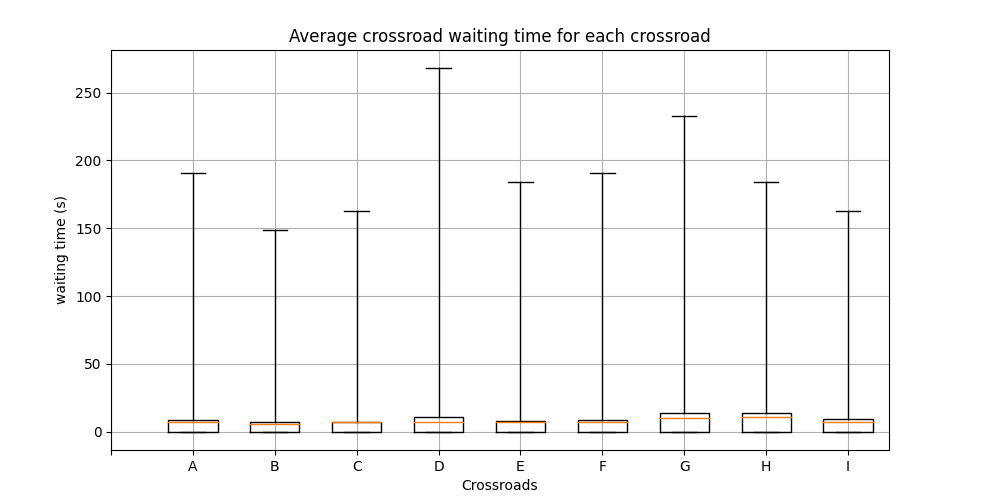 Average crossroad waiting time for each crossroad
250
200
150
100
50
0
waiting time (s)
A B C D E F G H I
Crossroads